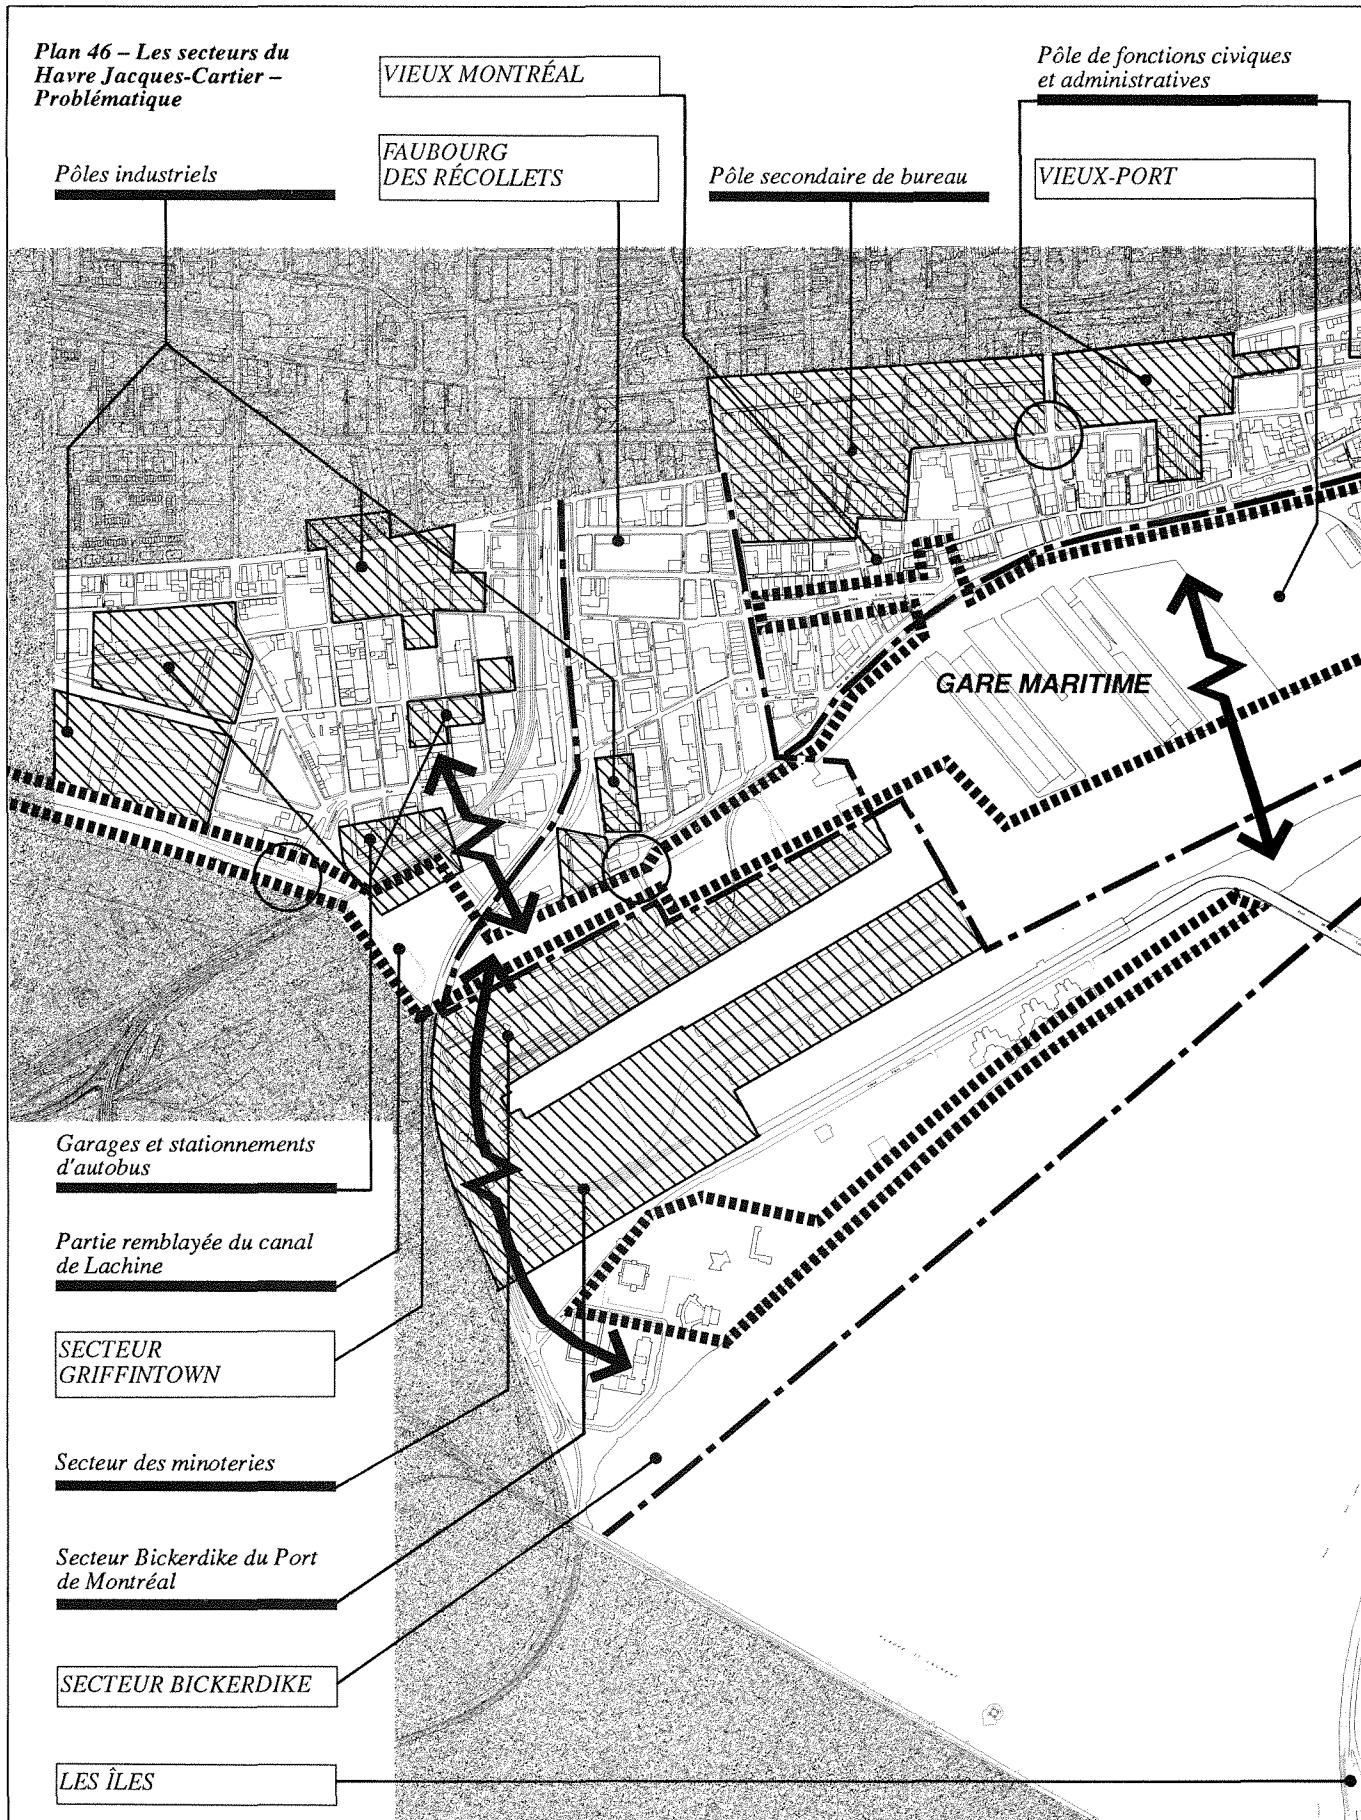 Plan 46 – Les secteurs du
Havre Jacques-Cartier –
Problématique
VIEUX MONTRÉAL
Pôle de fonctions civiques
et administratives
Pôles industriels
FAUBOURG
DES RÉCOLLETS
Pôle secondaire de bureau
VIEUX-PORT
GARE MARITIME
Garages et stationnements
d'autobus
Partie remblayée du canal
de Lachine
SECTEUR
GRIFFINTOWN
Secteur des minoteries
Secteur Bickerdike du Port
de Montréal
SECTEUR BICKERDIKE
LES ÎLES